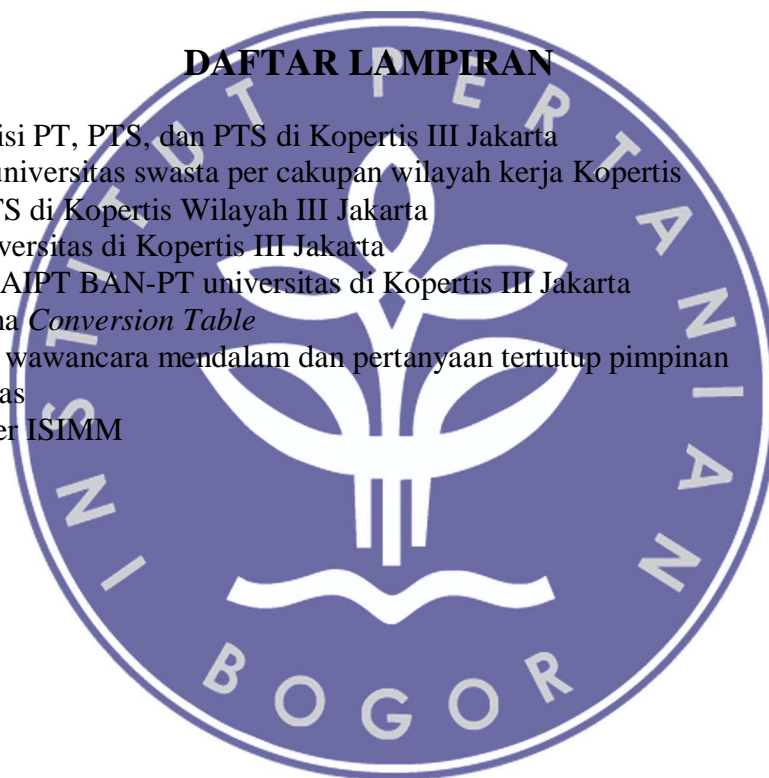 DAFTAR LAMPIRAN
isi PT, PTS, dan PTS di Kopertis III Jakarta
universitas swasta per cakupan wilayah kerja Kopertis
TS di Kopertis Wilayah III Jakarta
versitas di Kopertis III Jakarta
AIPT BAN-PT universitas di Kopertis III Jakarta
na Conversion Table
wawancara mendalam dan pertanyaan tertutup pimpinan
as
er ISIMM
INSTITUT PERTANIAN
BOGOR